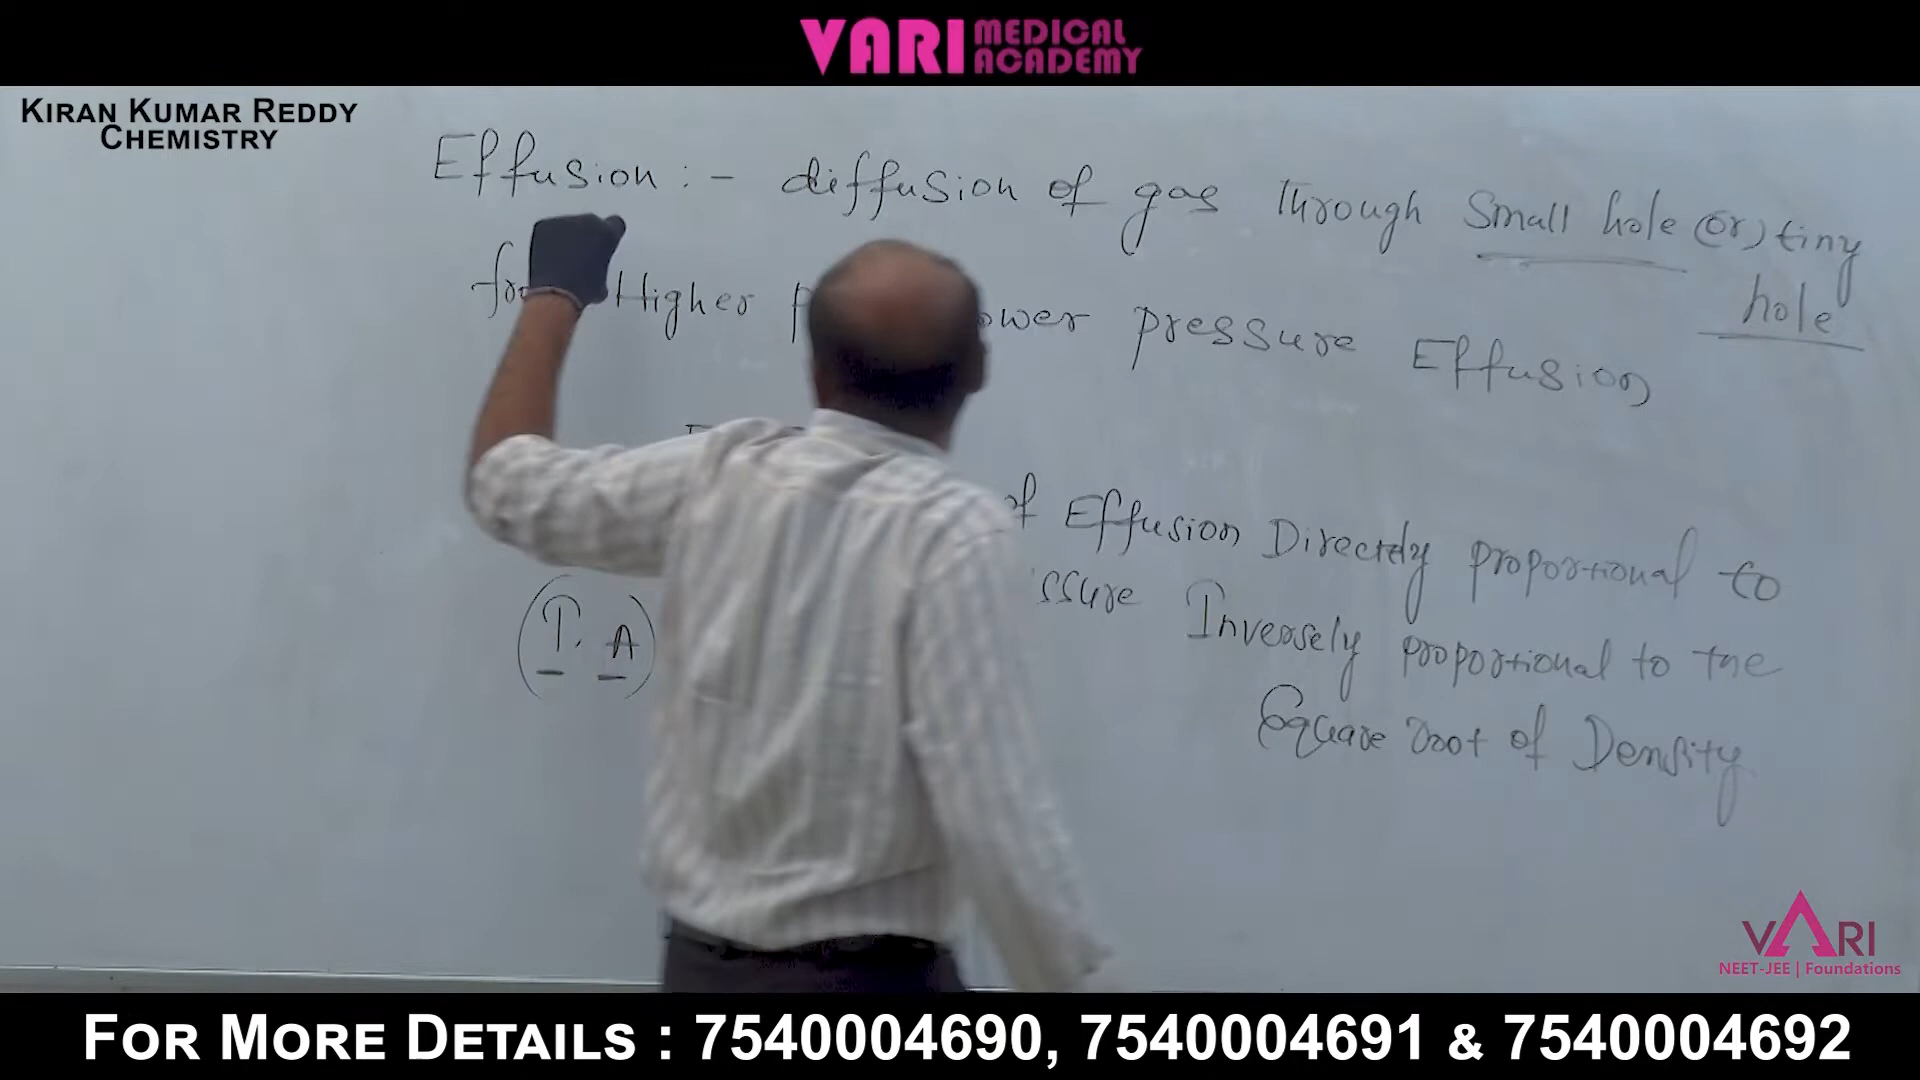 VARI MEDICAL ACADEMY
KIRAN KUMAR REDDY
CHEMISTRY
Effusion :- diffusion of gas through small hole (or) tiny
hole
Higher
pressure Effusion
of Effusion Directly proportional to
Inversely proportional to the
Square root of Density
(T. A)
VARI
NEET-JEE | Foundations
FOR MORE DETAILS : 7540004690, 7540004691 & 7540004692